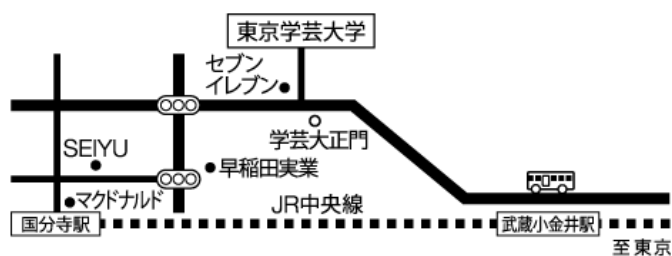 東京学芸大学
セブン
イレブン
学芸大正門
SEIYU
早稲田実業
マクドナルド
JR中央線
国分寺駅
武蔵小金井駅
至東京